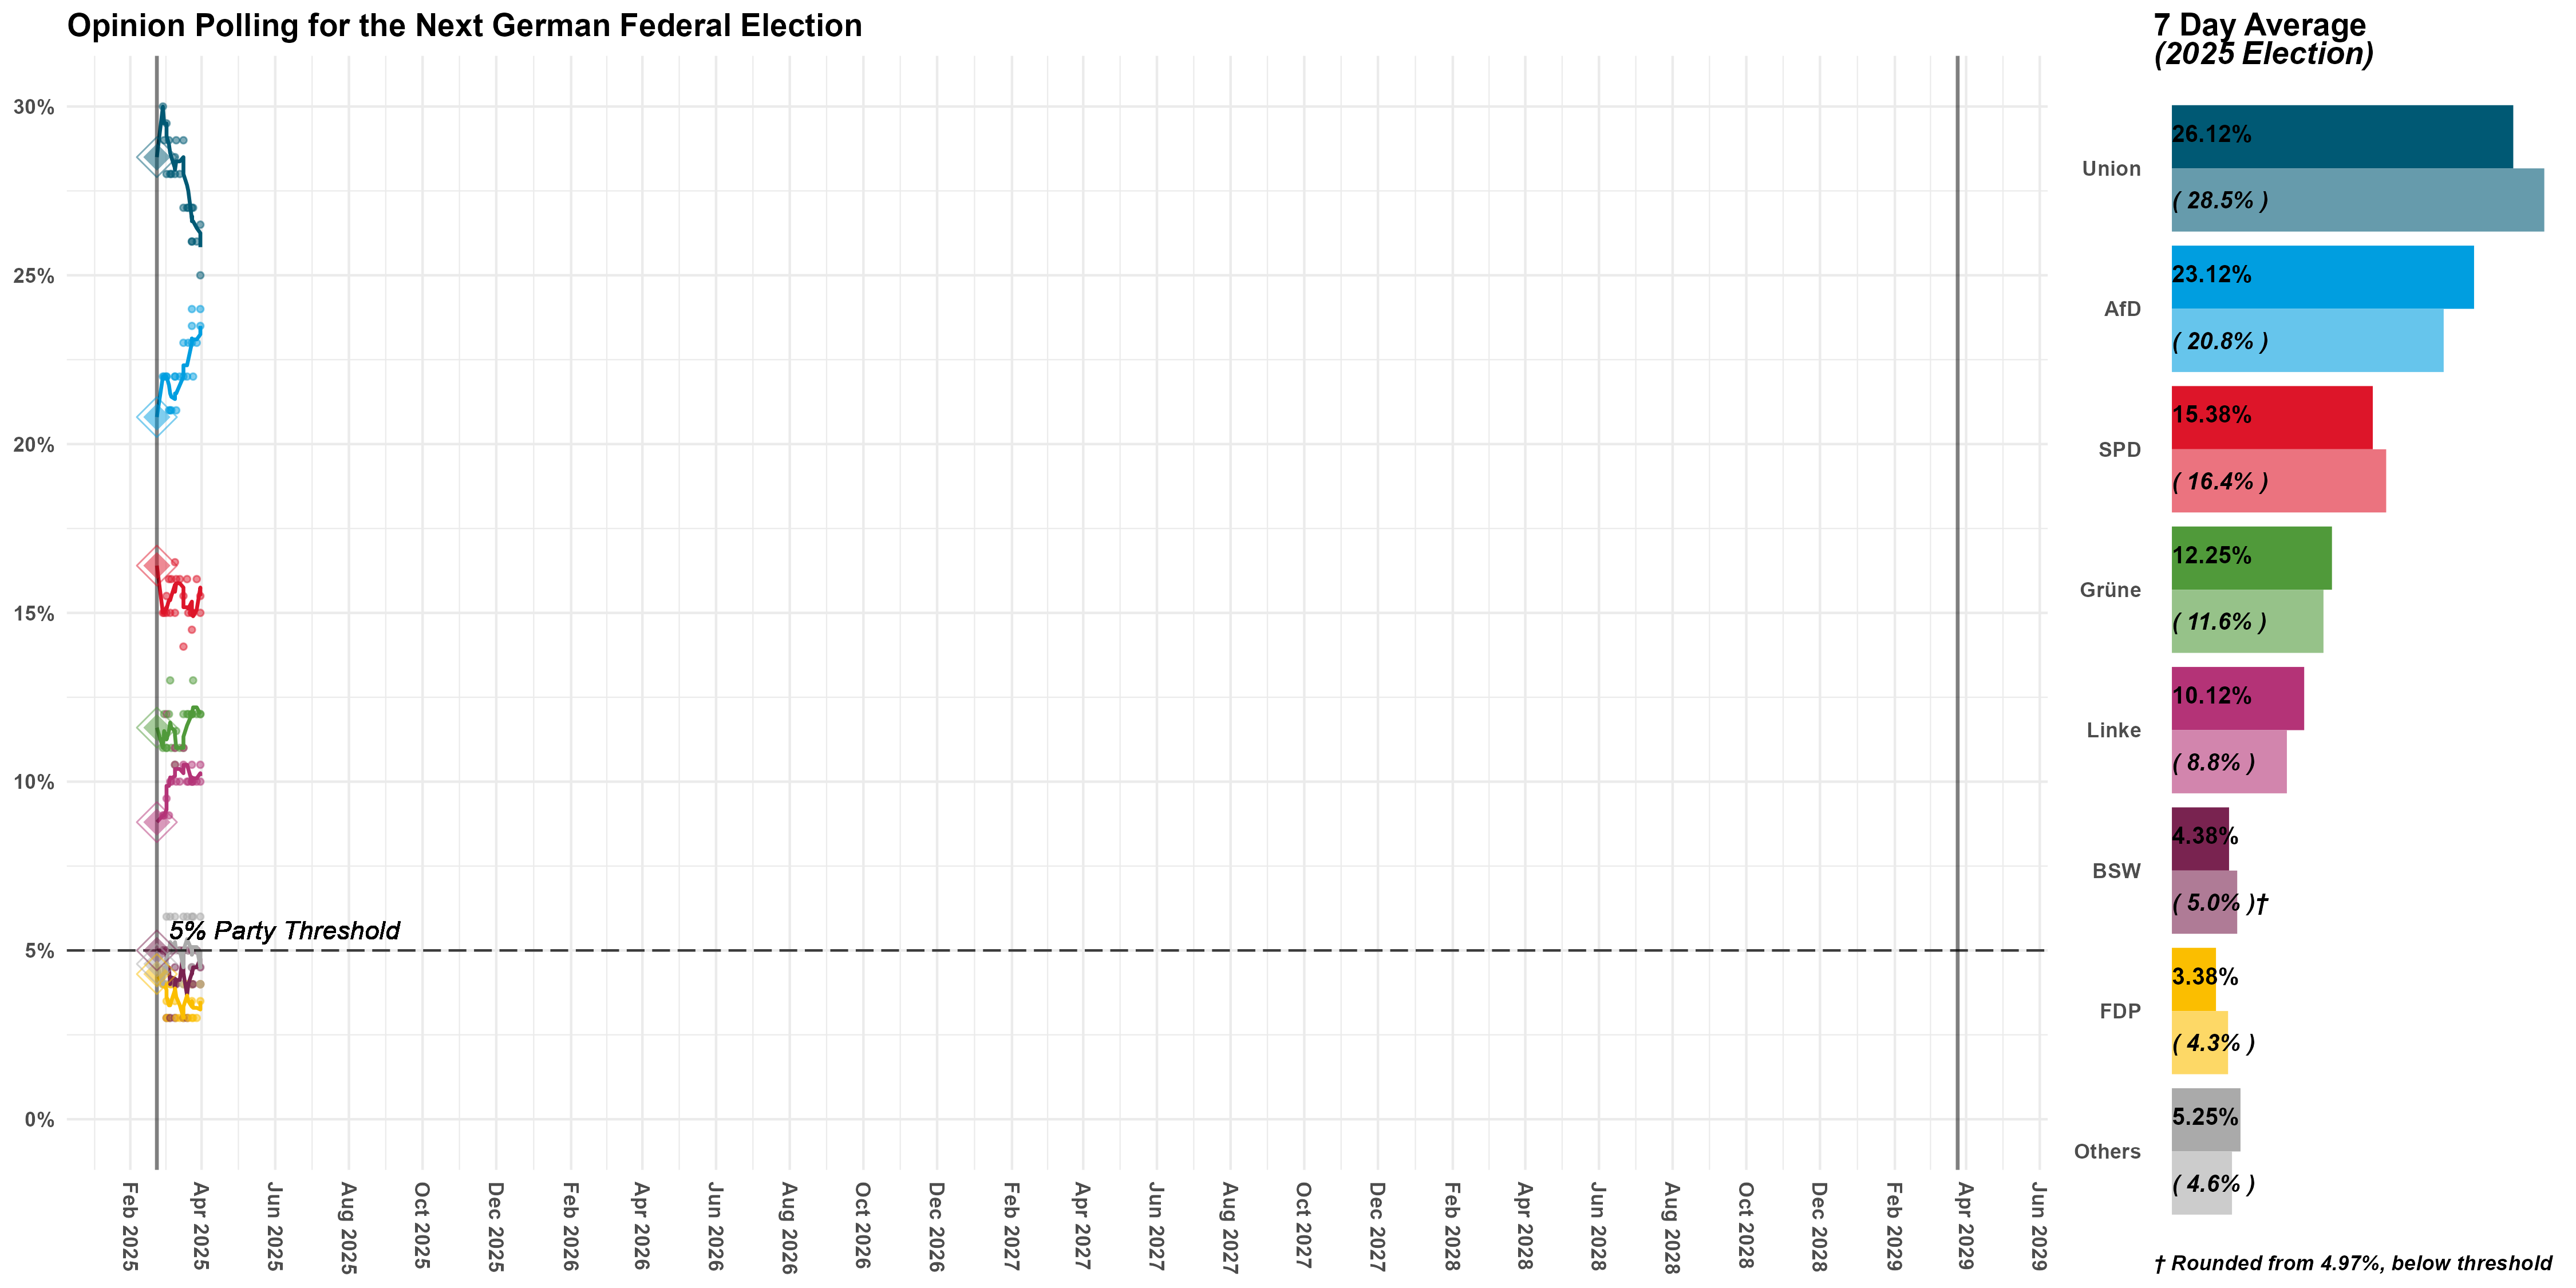 Opinion Polling for the Next German Federal Election
30%
25%
20%
15%
10%
5%
0%
5% Party Threshold
Feb 2025
Apr 2025
Jun 2025
Aug 2025
Oct 2025
Dec 2025
Feb 2026
Apr 2026
Jun 2026
Aug 2026
Oct 2026
Dec 2026
Feb 2027
Apr 2027
Jun 2027
Aug 2027
Oct 2027
Dec 2027
Feb 2028
Apr 2028
Jun 2028
Aug 2028
Oct 2028
Dec 2028
Feb 2029
Apr 2029
Jun 2029
7 Day Average
(2025 Election)
Union
26.12%
( 28.5% )
AfD
23.12%
( 20.8% )
SPD
15.38%
( 16.4% )
Grüne
12.25%
( 11.6% )
Linke
10.12%
( 8.8% )
BSW
4.38%
( 5.0% )†
FDP
3.38%
( 4.3% )
Others
5.25%
( 4.6% )
† Rounded from 4.97%, below threshold